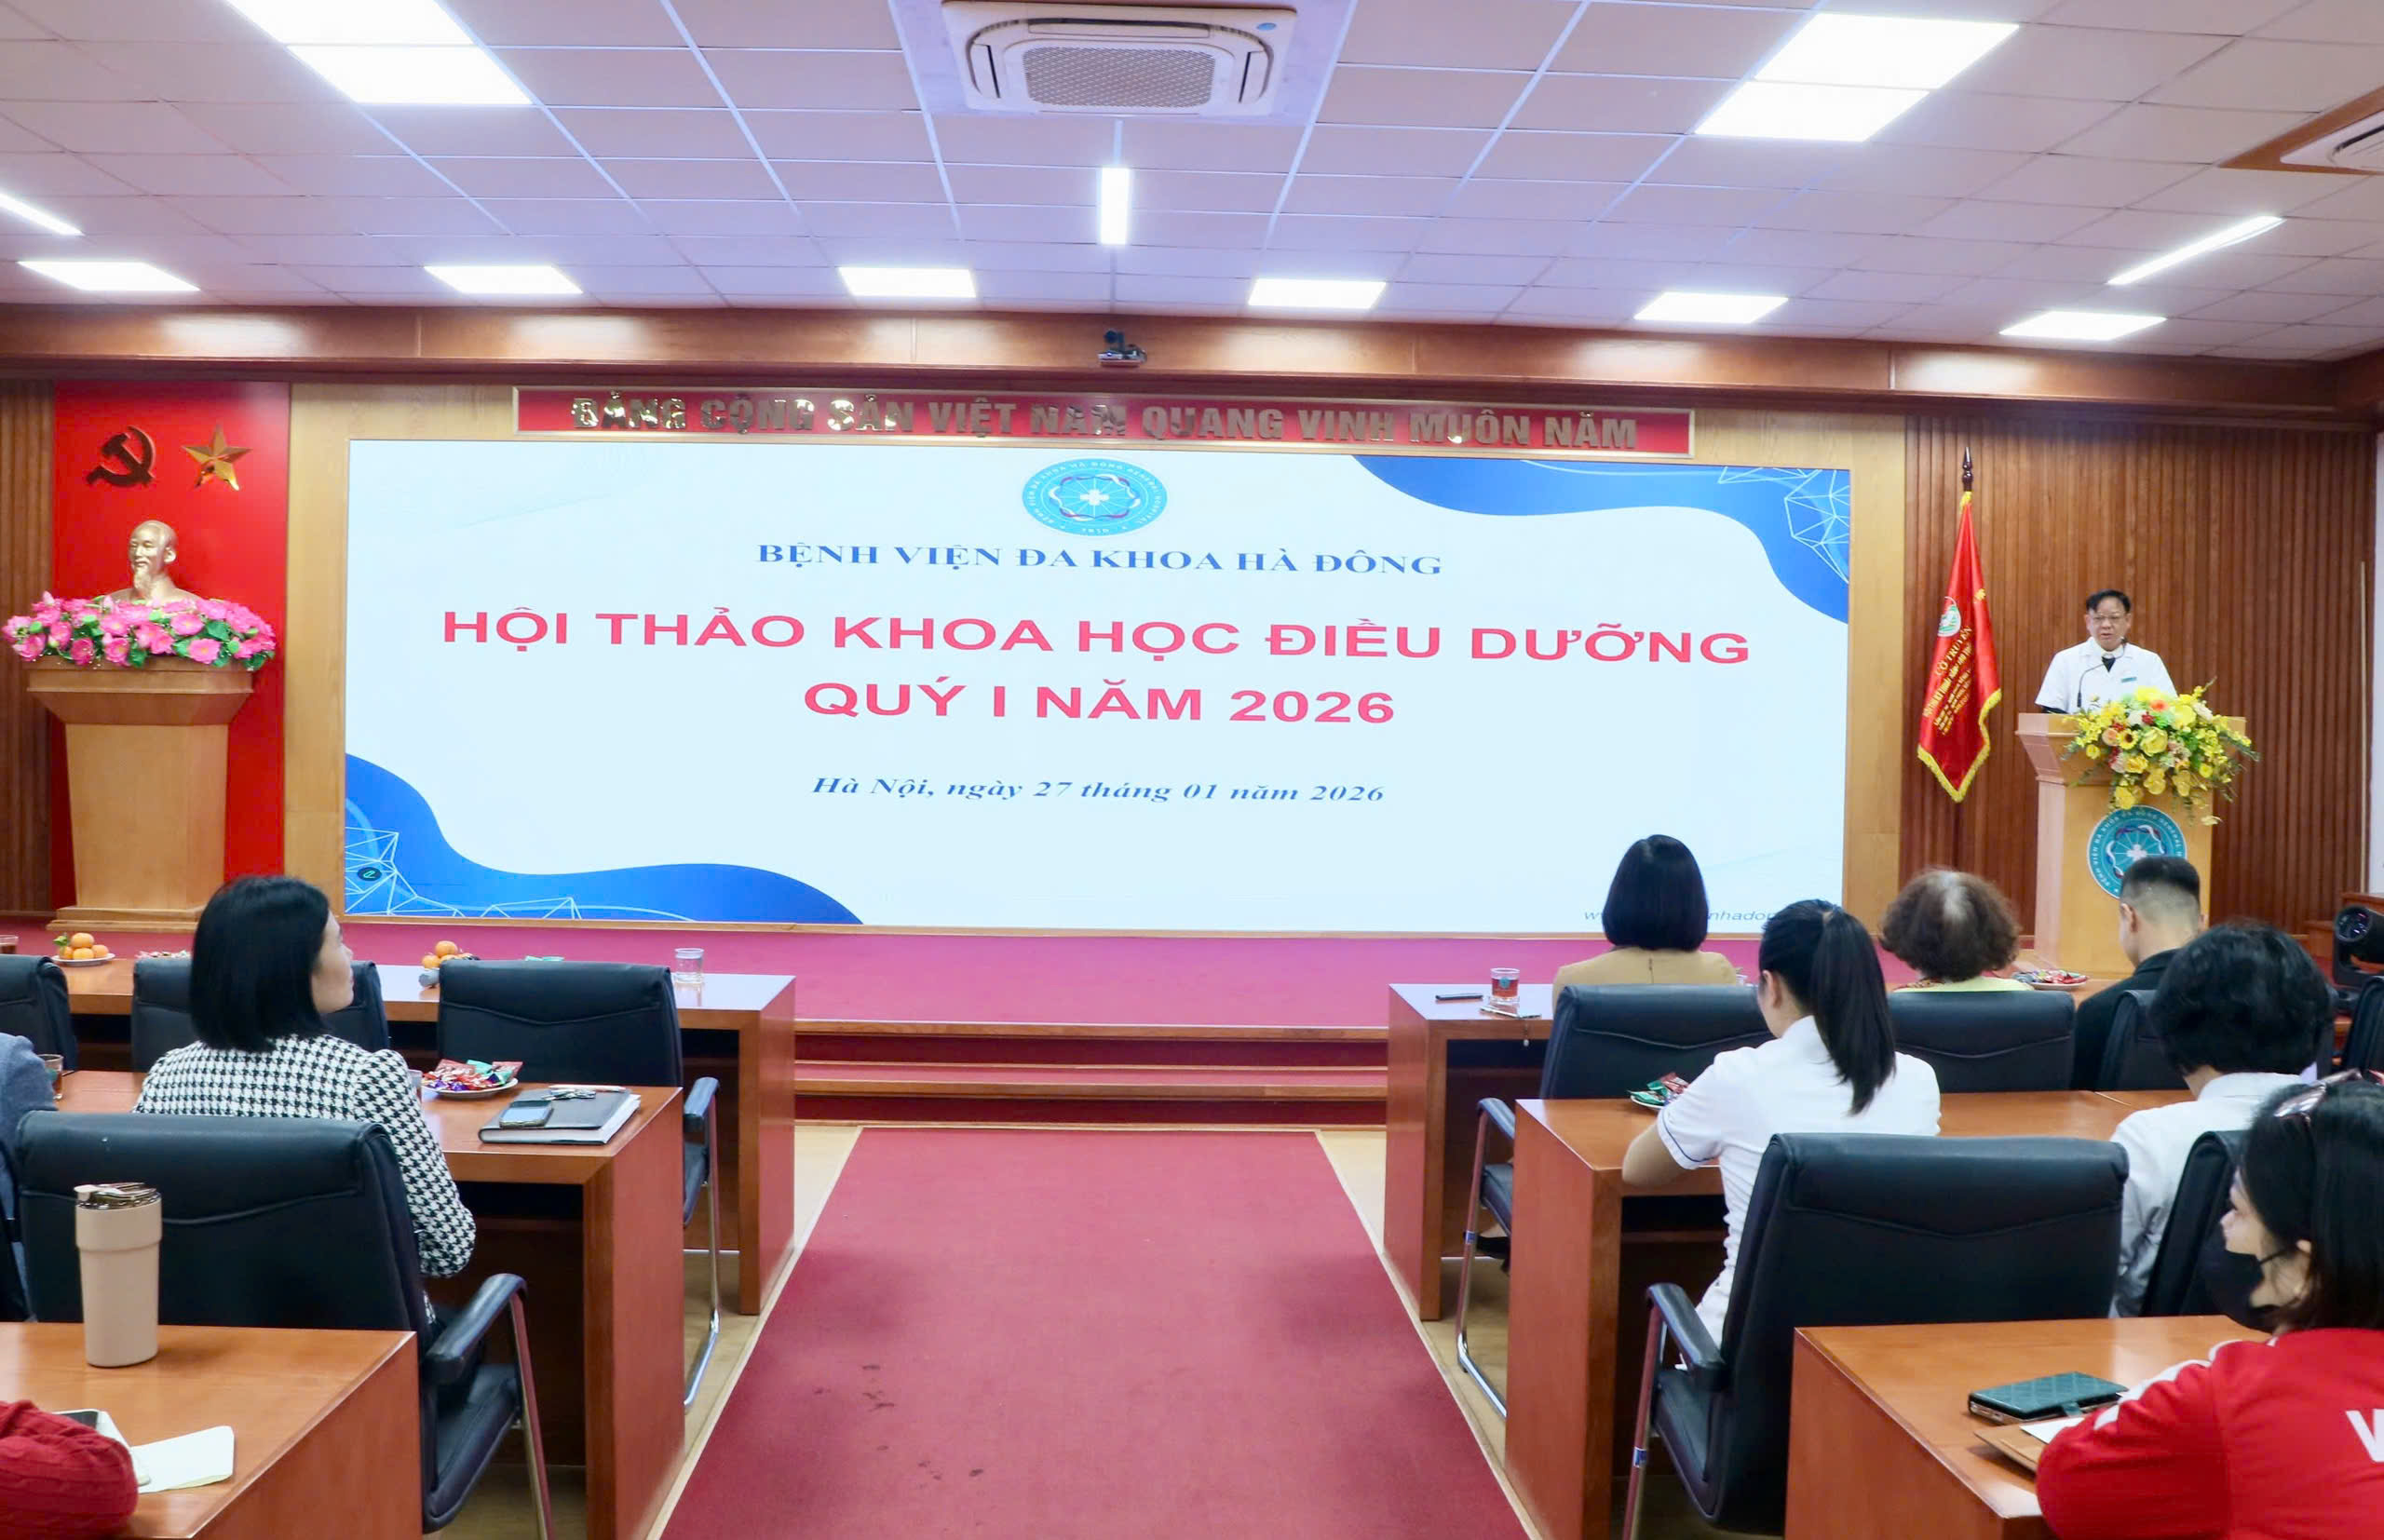 ĐẢNG CỘNG SẢN VIỆT NAM QUANG VINH MUÔN NĂM
BỆNH VIỆN ĐA KHOA HÀ ĐÔNG
HỘI THẢO KHOA HỌC ĐIỀU DƯỠNG
QUÝ I NĂM 2026
Hà Nội, ngày 27 tháng 01 năm 2026